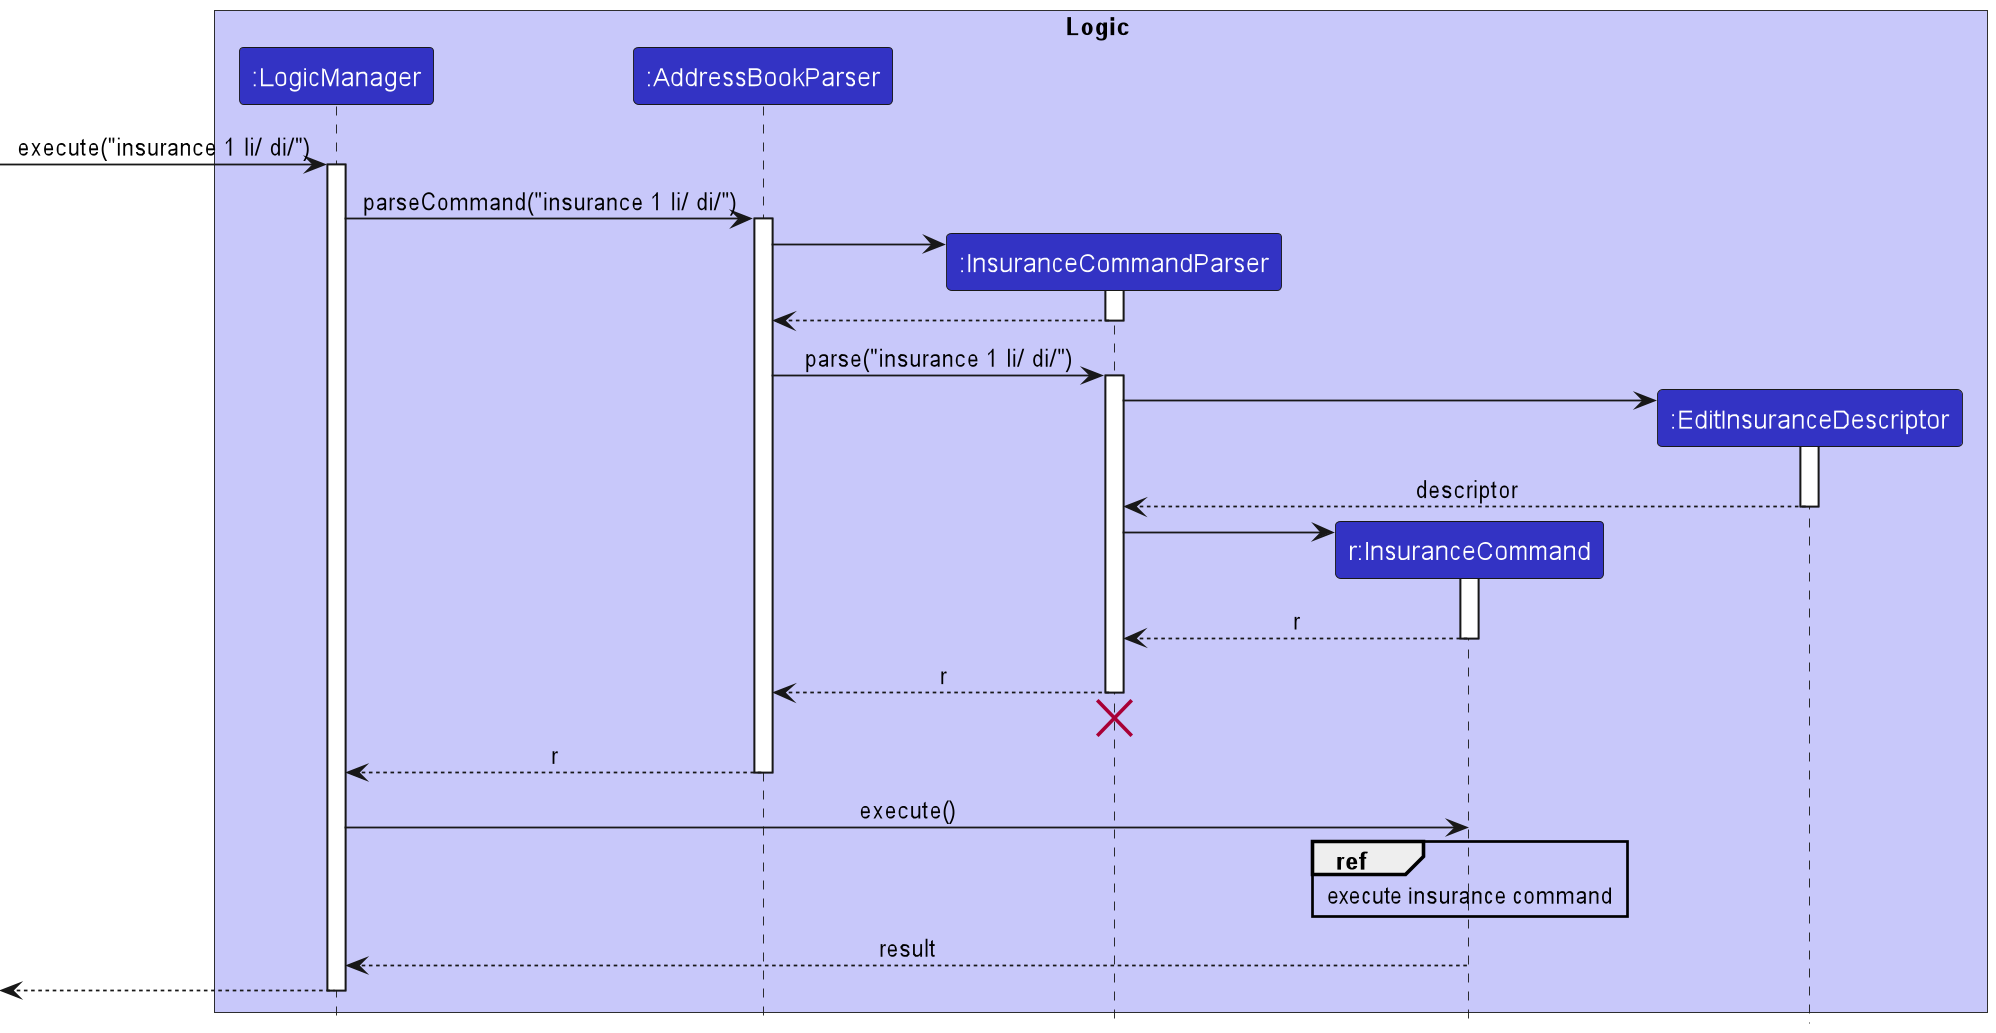 Logic
:LogicManager
:AddressBookParser
execute("insurance 1 li/ di/")
parseCommand("insurance 1 li/ di/")
:InsuranceCommandParser
parse("insurance 1 li/ di/")
:EditInsuranceDescriptor
descriptor
r:InsuranceCommand
r
r
r
execute()
ref
execute insurance command
result